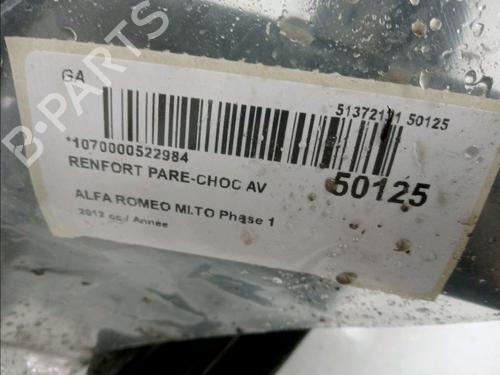 B-PARTS
GA
51372131 50125
*1070000522984
RENFORT PARE-CHOC AV
50125
ALFA ROMEO MI.TO Phase 1
2012 cc / Année